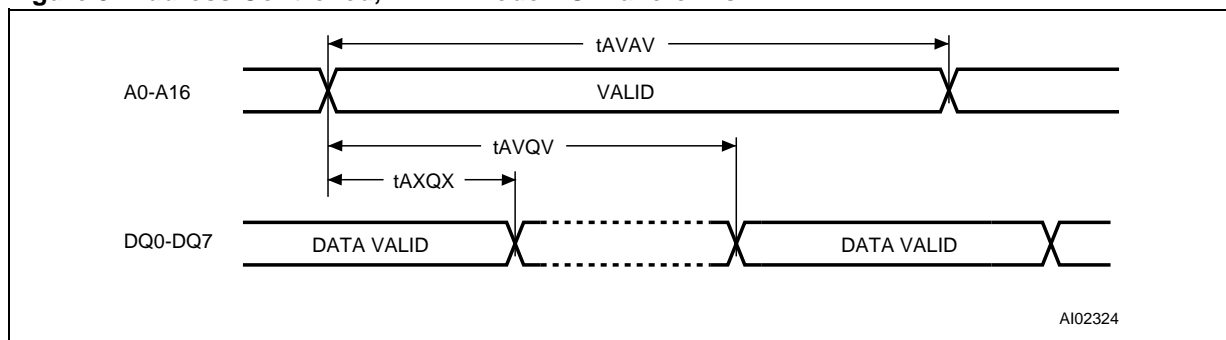 tAVAV
A0-A16
VALID
tAVQV
tAXQX
DQ0-DQ7
DATA VALID
DATA VALID
AI02324